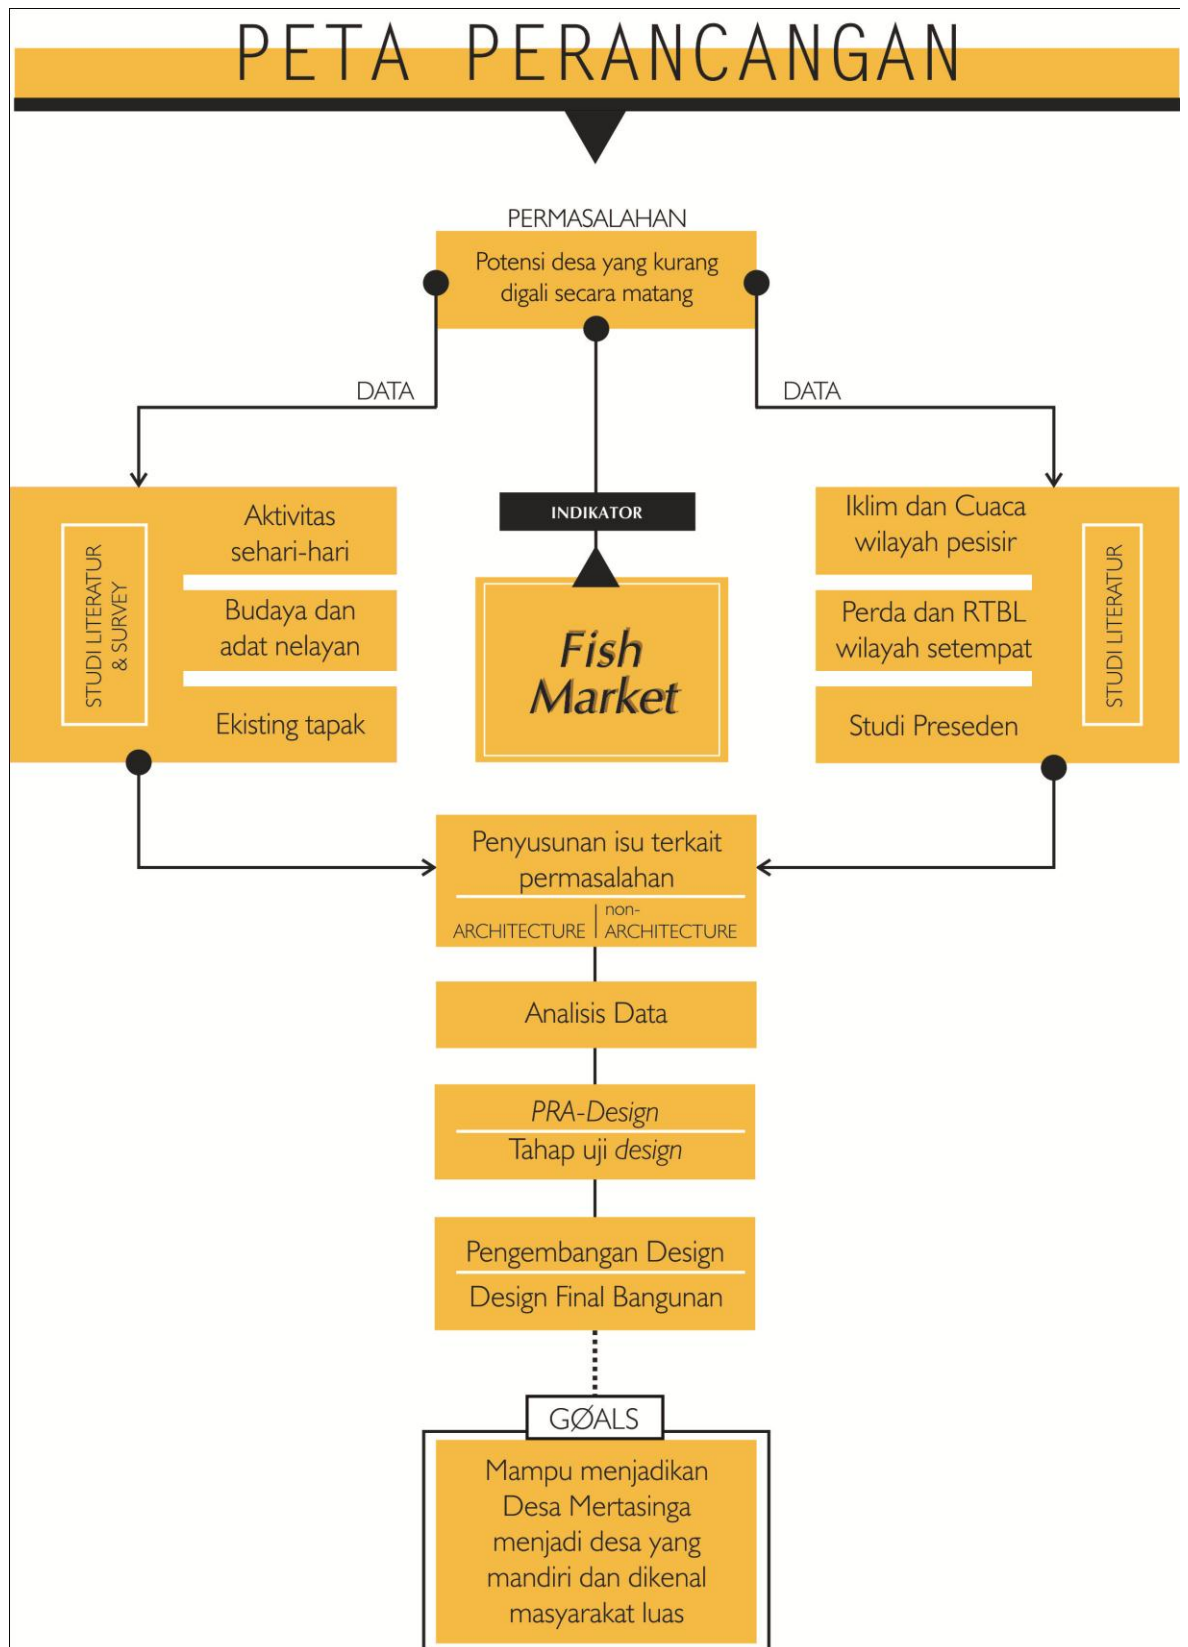 PETA PERANCANGAN
PERMASALAHAN
Potensi desa yang kurang
digali secara matang
DATA
DATA
STUDI LITERATUR
& SURVEY
Aktivitas
sehari-hari
Budaya dan
adat nelayan
Ekisting tapak
INDIKATOR
Fish
Market
Iklim dan Cuaca
wilayah pesisir
Perda dan RTBL
wilayah setempat
Studi Preseden
STUDI LITERATUR
Penyusunan isu terkait
permasalahan
ARCHITECTURE
non-
ARCHITECTURE
Analisis Data
PRA-Design
Tahap uji design
Pengembangan Design
Design Final Bangunan
GØALS
Mampu menjadikan
Desa Mertasinga
menjadi desa yang
mandiri dan dikenal
masyarakat luas